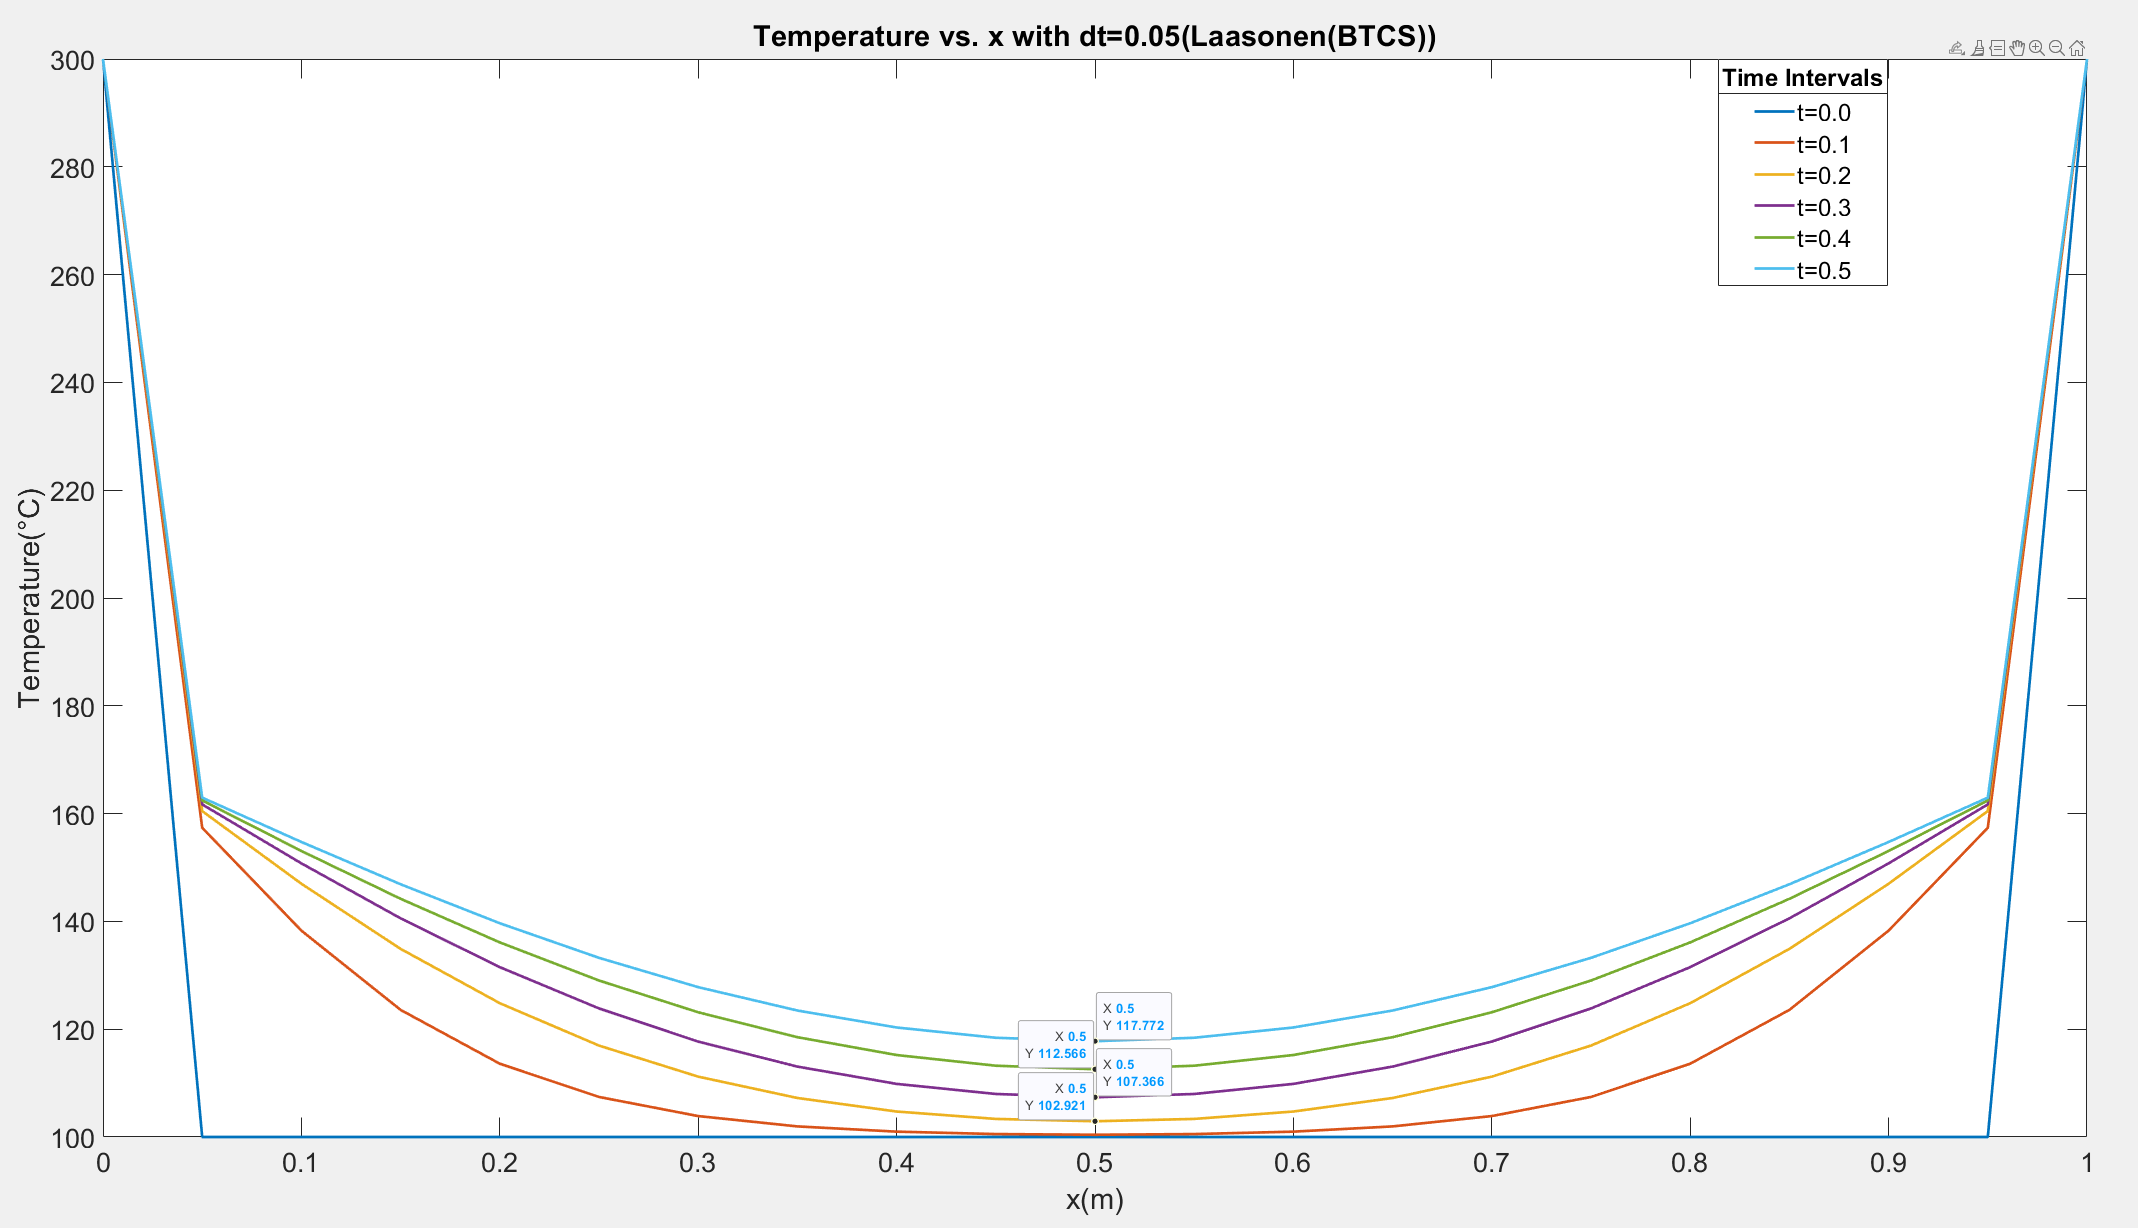 Temperature vs. x with dt=0.05(Laasonen(BTCS))
Time Intervals
t=0.0
t=0.1
t=0.2
t=0.3
t=0.4
t=0.5
Temperature(°C)
300
280
260
240
220
200
180
160
140
120
100
X 0.5
Y 117.772
X 0.5
Y 112.566
X 0.5
Y 107.366
X 0.5
Y 102.921
0 0.1 0.2 0.3 0.4 0.5 0.6 0.7 0.8 0.9 1
x(m)